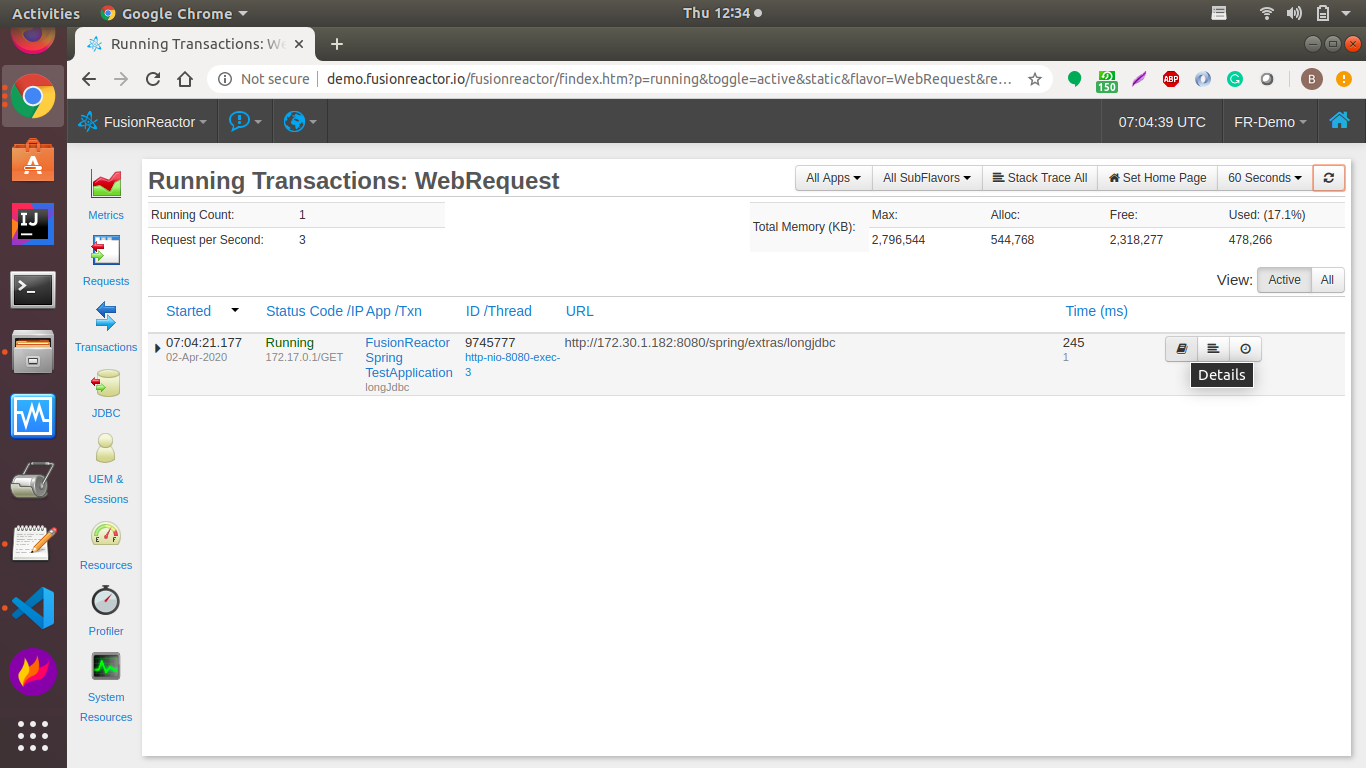 Activities
Google Chrome
Thu 12:34
Running Transactions: We
Not secure
demo.fusionreactor.io/fusionreactor/findex.htm?p=running&toggle=active&static&flavor=WebRequest&re...
150
ABP
B
FusionReactor
07:04:39 UTC
FR-Demo
Metrics
Requests
Transactions
JDBC
UEM &
Sessions
Resources
Profiler
System
Resources
Running Transactions: WebRequest
All Apps
All SubFlavors
Stack Trace All
Set Home Page
60 Seconds
Running Count: 1
Request per Second: 3
Total Memory (KB):
Max: Alloc: Free: Used: (17.1%)
2,796,544 544,768 2,318,277 478,266
View: Active All
Started Status Code /IP App /Txn ID /Thread URL Time (ms)
07:04:21.177
02-Apr-2020
Running
172.17.0.1/GET
FusionReactor
Spring
TestApplication
longJdbc
9745777
http-nio-8080-exec-
3
http://172.30.1.182:8080/spring/extras/longjdbc
245
1
Details